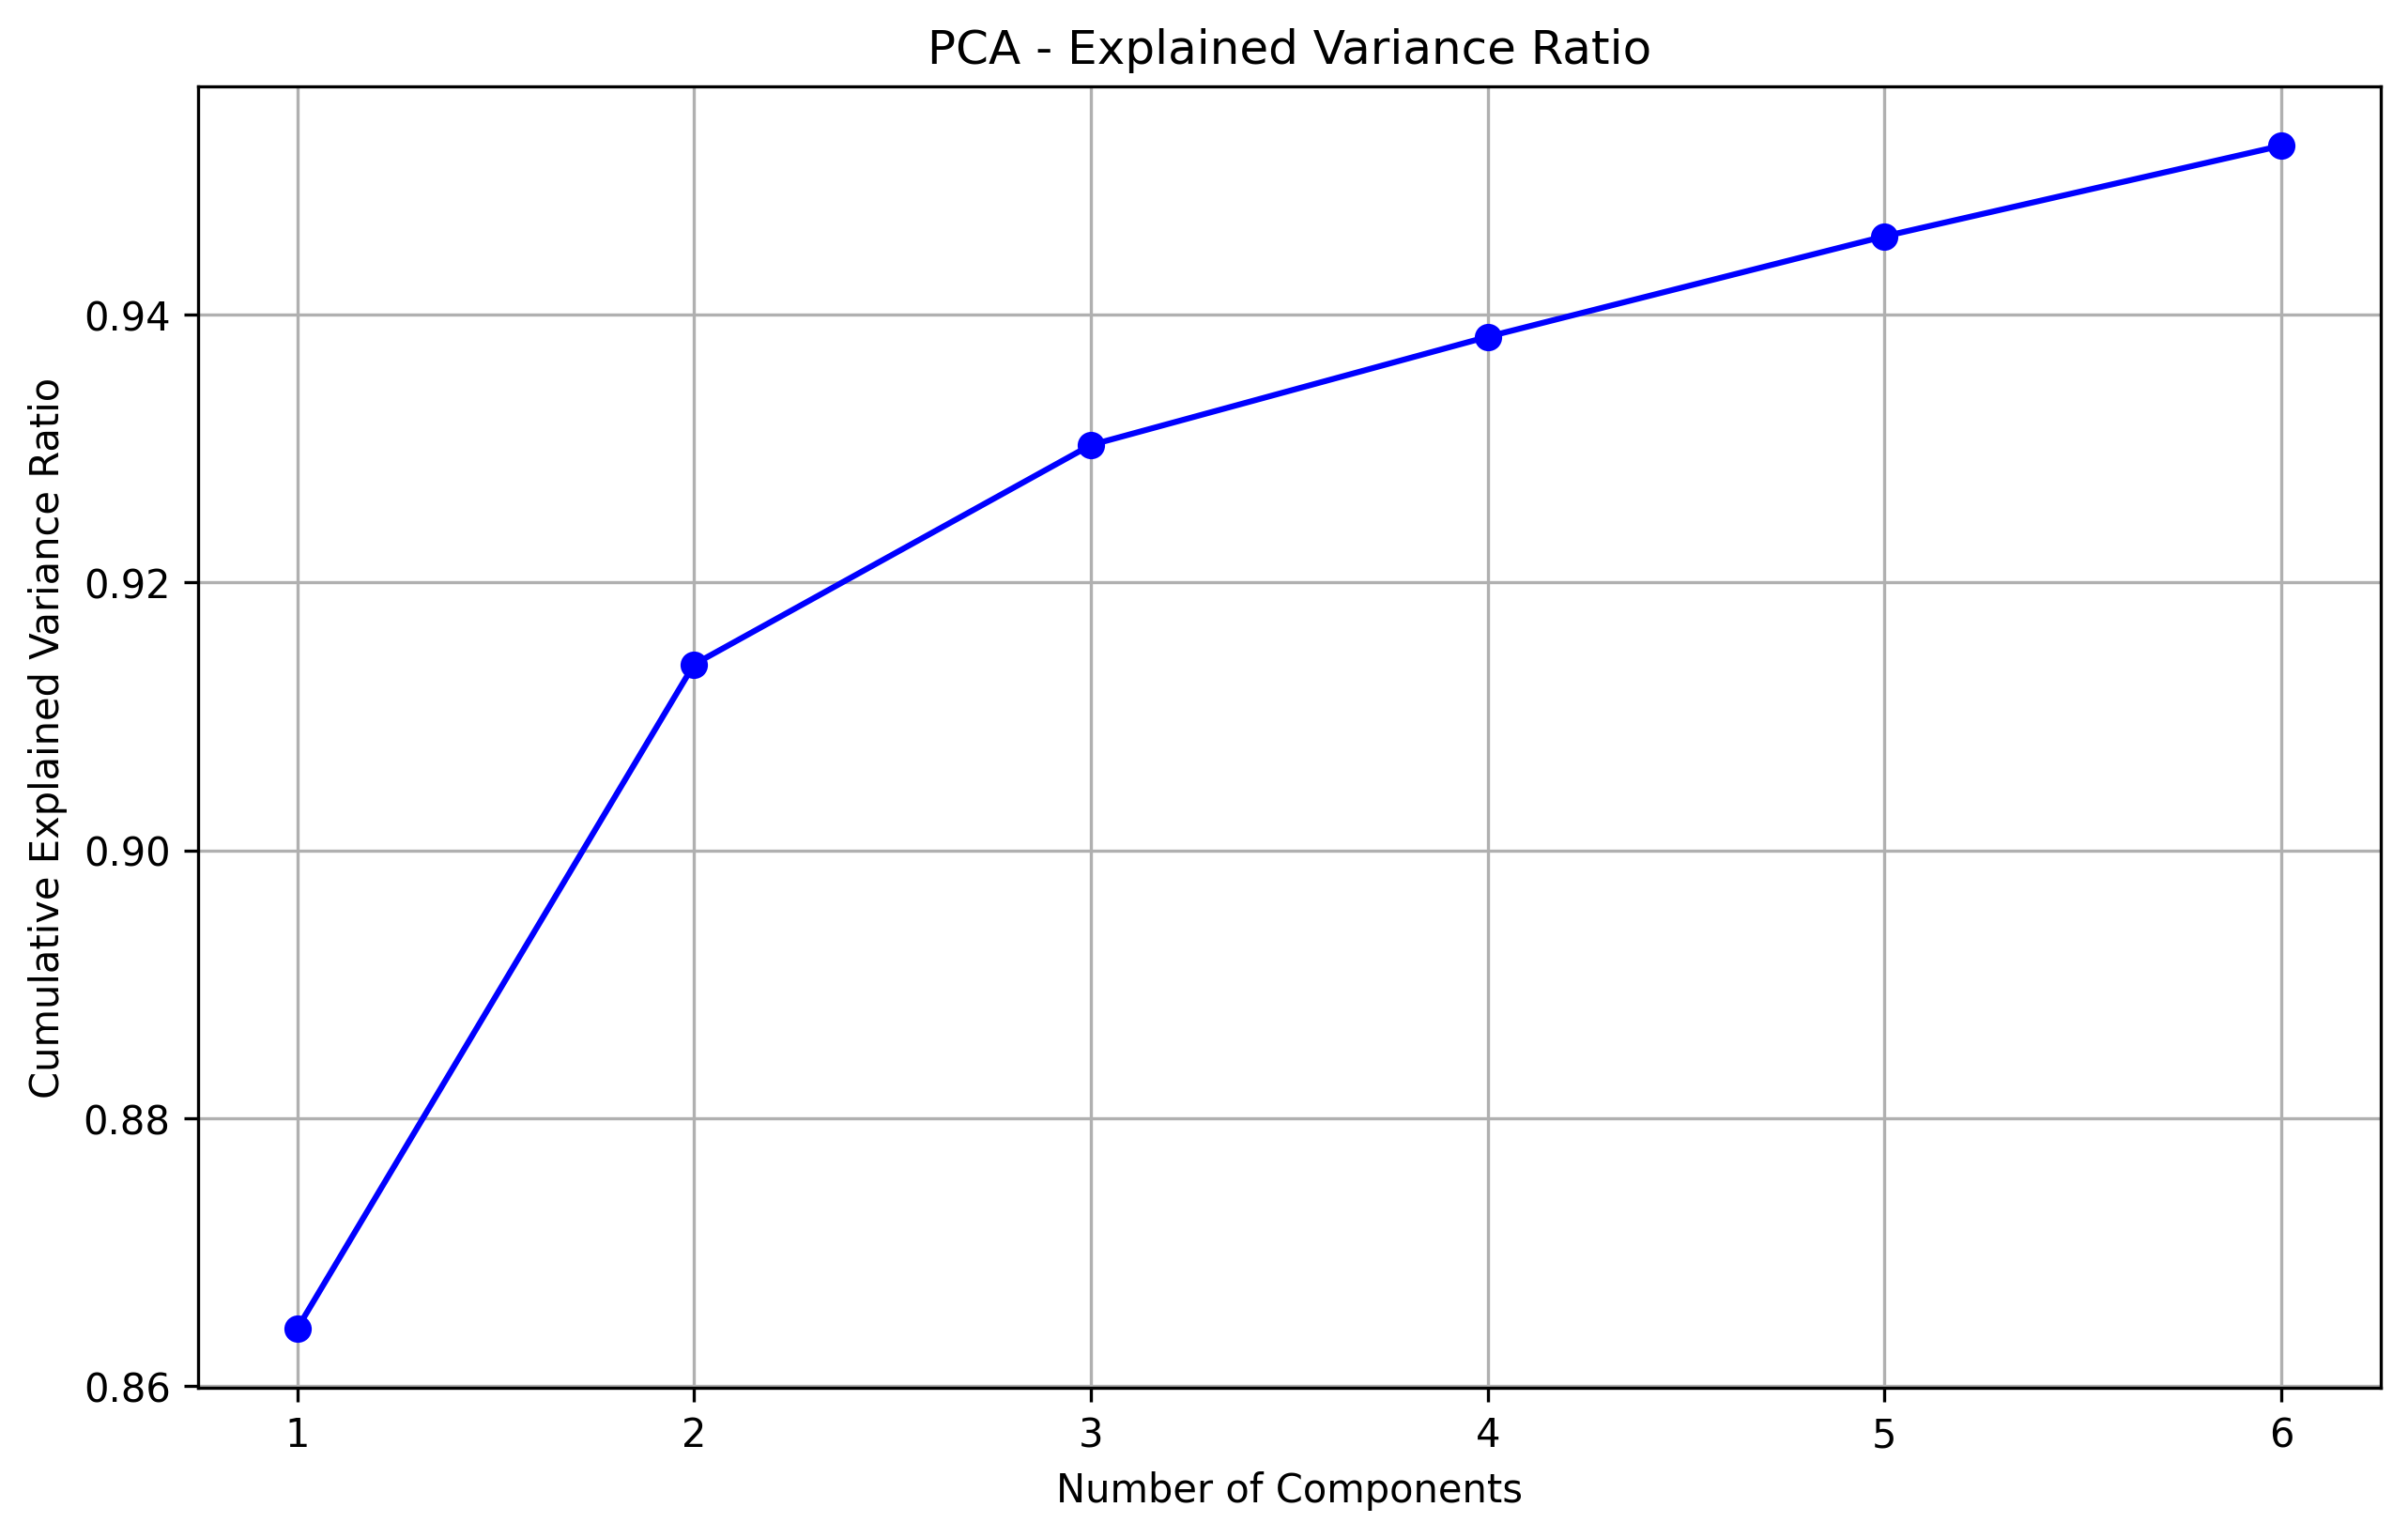 PCA - Explained Variance Ratio
Cumulative Explained Variance Ratio
0.94
0.92
0.90
0.88
0.86
1 2 3 4 5 6
Number of Components